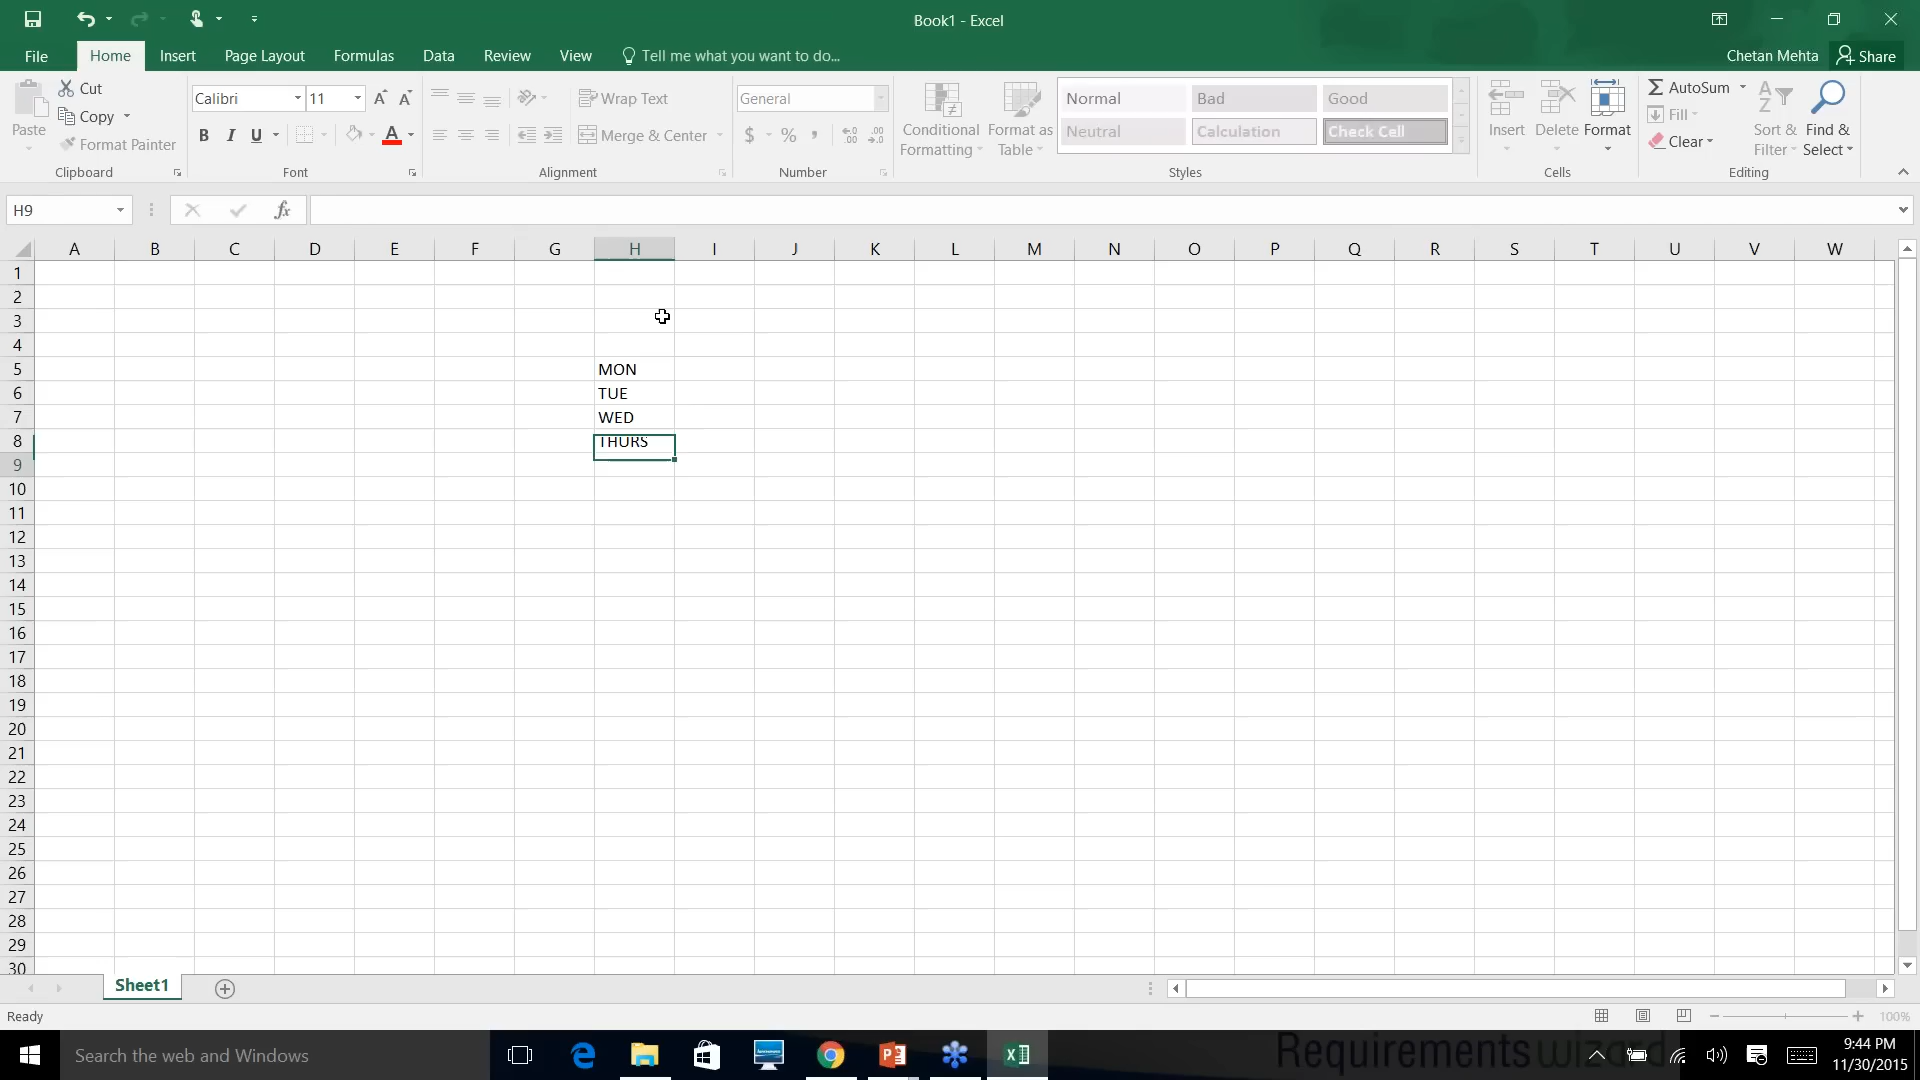 Book1 - Excel
File Home Insert Page Layout Formulas Data Review View Tell me what you want to do... Chetan Mehta Share
Cut
Copy
Format Painter
Paste
Clipboard
Calibri 11
B I U A
Font
Wrap Text
Merge & Center
Alignment
General
$ % ,
Number
Conditional Formatting
Format as Table
Normal Bad Good
Neutral Calculation Check Cell
Styles
Insert Delete Format
Cells
AutoSum
Fill
Clear
Sort & Filter
Find & Select
Editing
H9 fx
A B C D E F G H I J K L M N O P Q R S T U V W
1
2
3
4
5 MON
6 TUE
7 WED
8 THURS
9
10
11
12
13
14
15
16
17
18
19
20
21
22
23
24
25
26
27
28
29
30
Sheet1
Ready 100%
Search the web and Windows
Requirements wizard
9:44 PM
11/30/2015